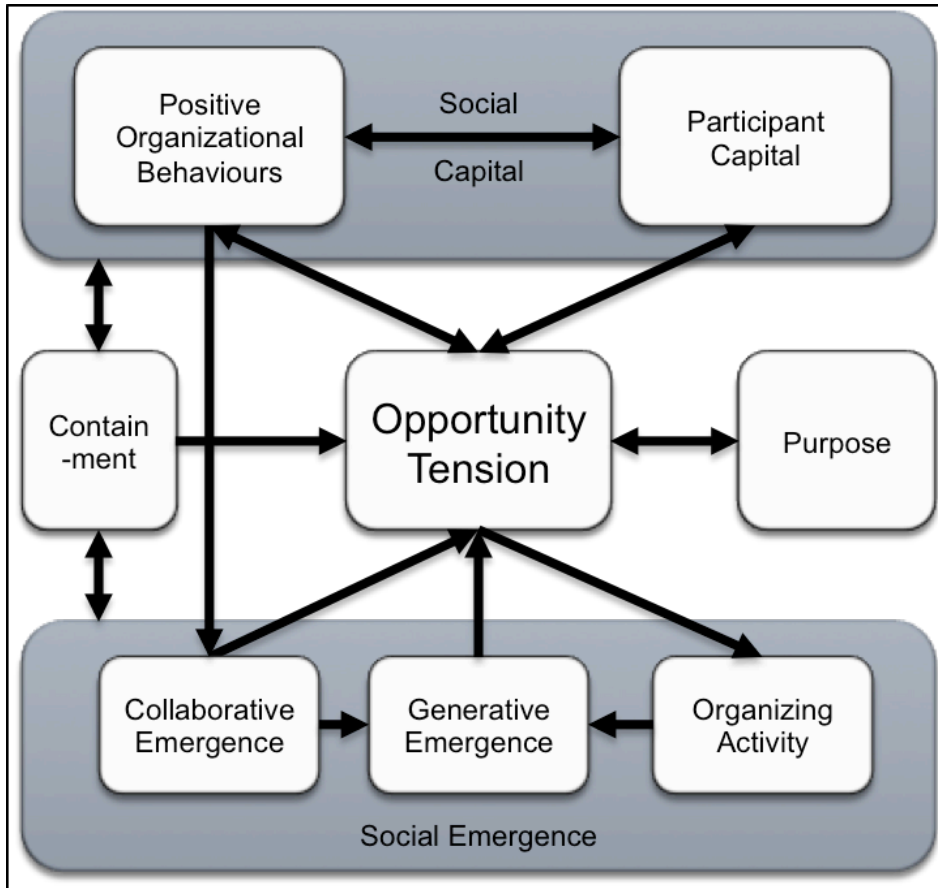 Positive
Organizational
Behaviours
Social
Capital
Participant
Capital
Contain
-ment
Opportunity
Tension
Purpose
Collaborative
Emergence
Generative
Emergence
Organizing
Activity
Social Emergence